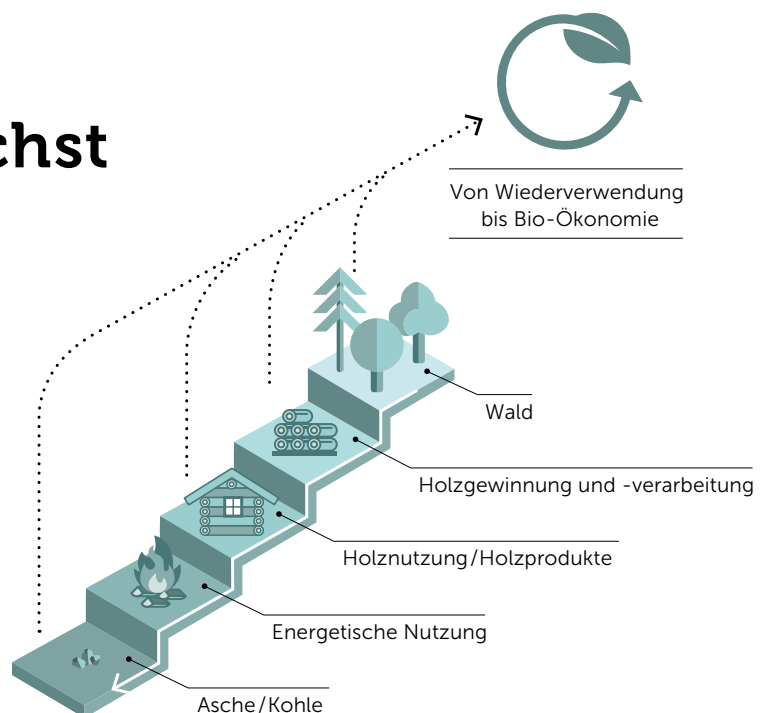 chst
Von Wiederverwendung
bis Bio-Ökonomie
Wald
Holzgewinnung und -verarbeitung
Holznutzung/Holzprodukte
Energetische Nutzung
Asche/Kohle